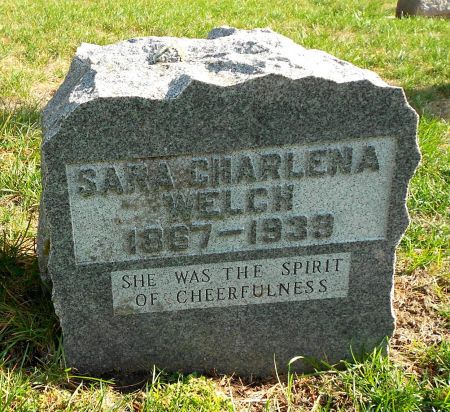 SARA CHARLENA
WELCH
1867-1939
SHE WAS THE SPIRIT
OF CHEERFULNESS